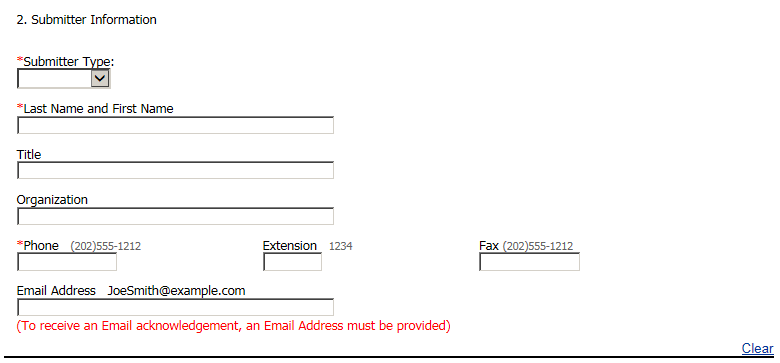 2. Submitter Information
*Submitter Type:
*Last Name and First Name
Title
Organization
*Phone (202)555-1212 Extension 1234 Fax (202)555-1212
Email Address JoeSmith@example.com
(To receive an Email acknowledgement, an Email Address must be provided)
Clear